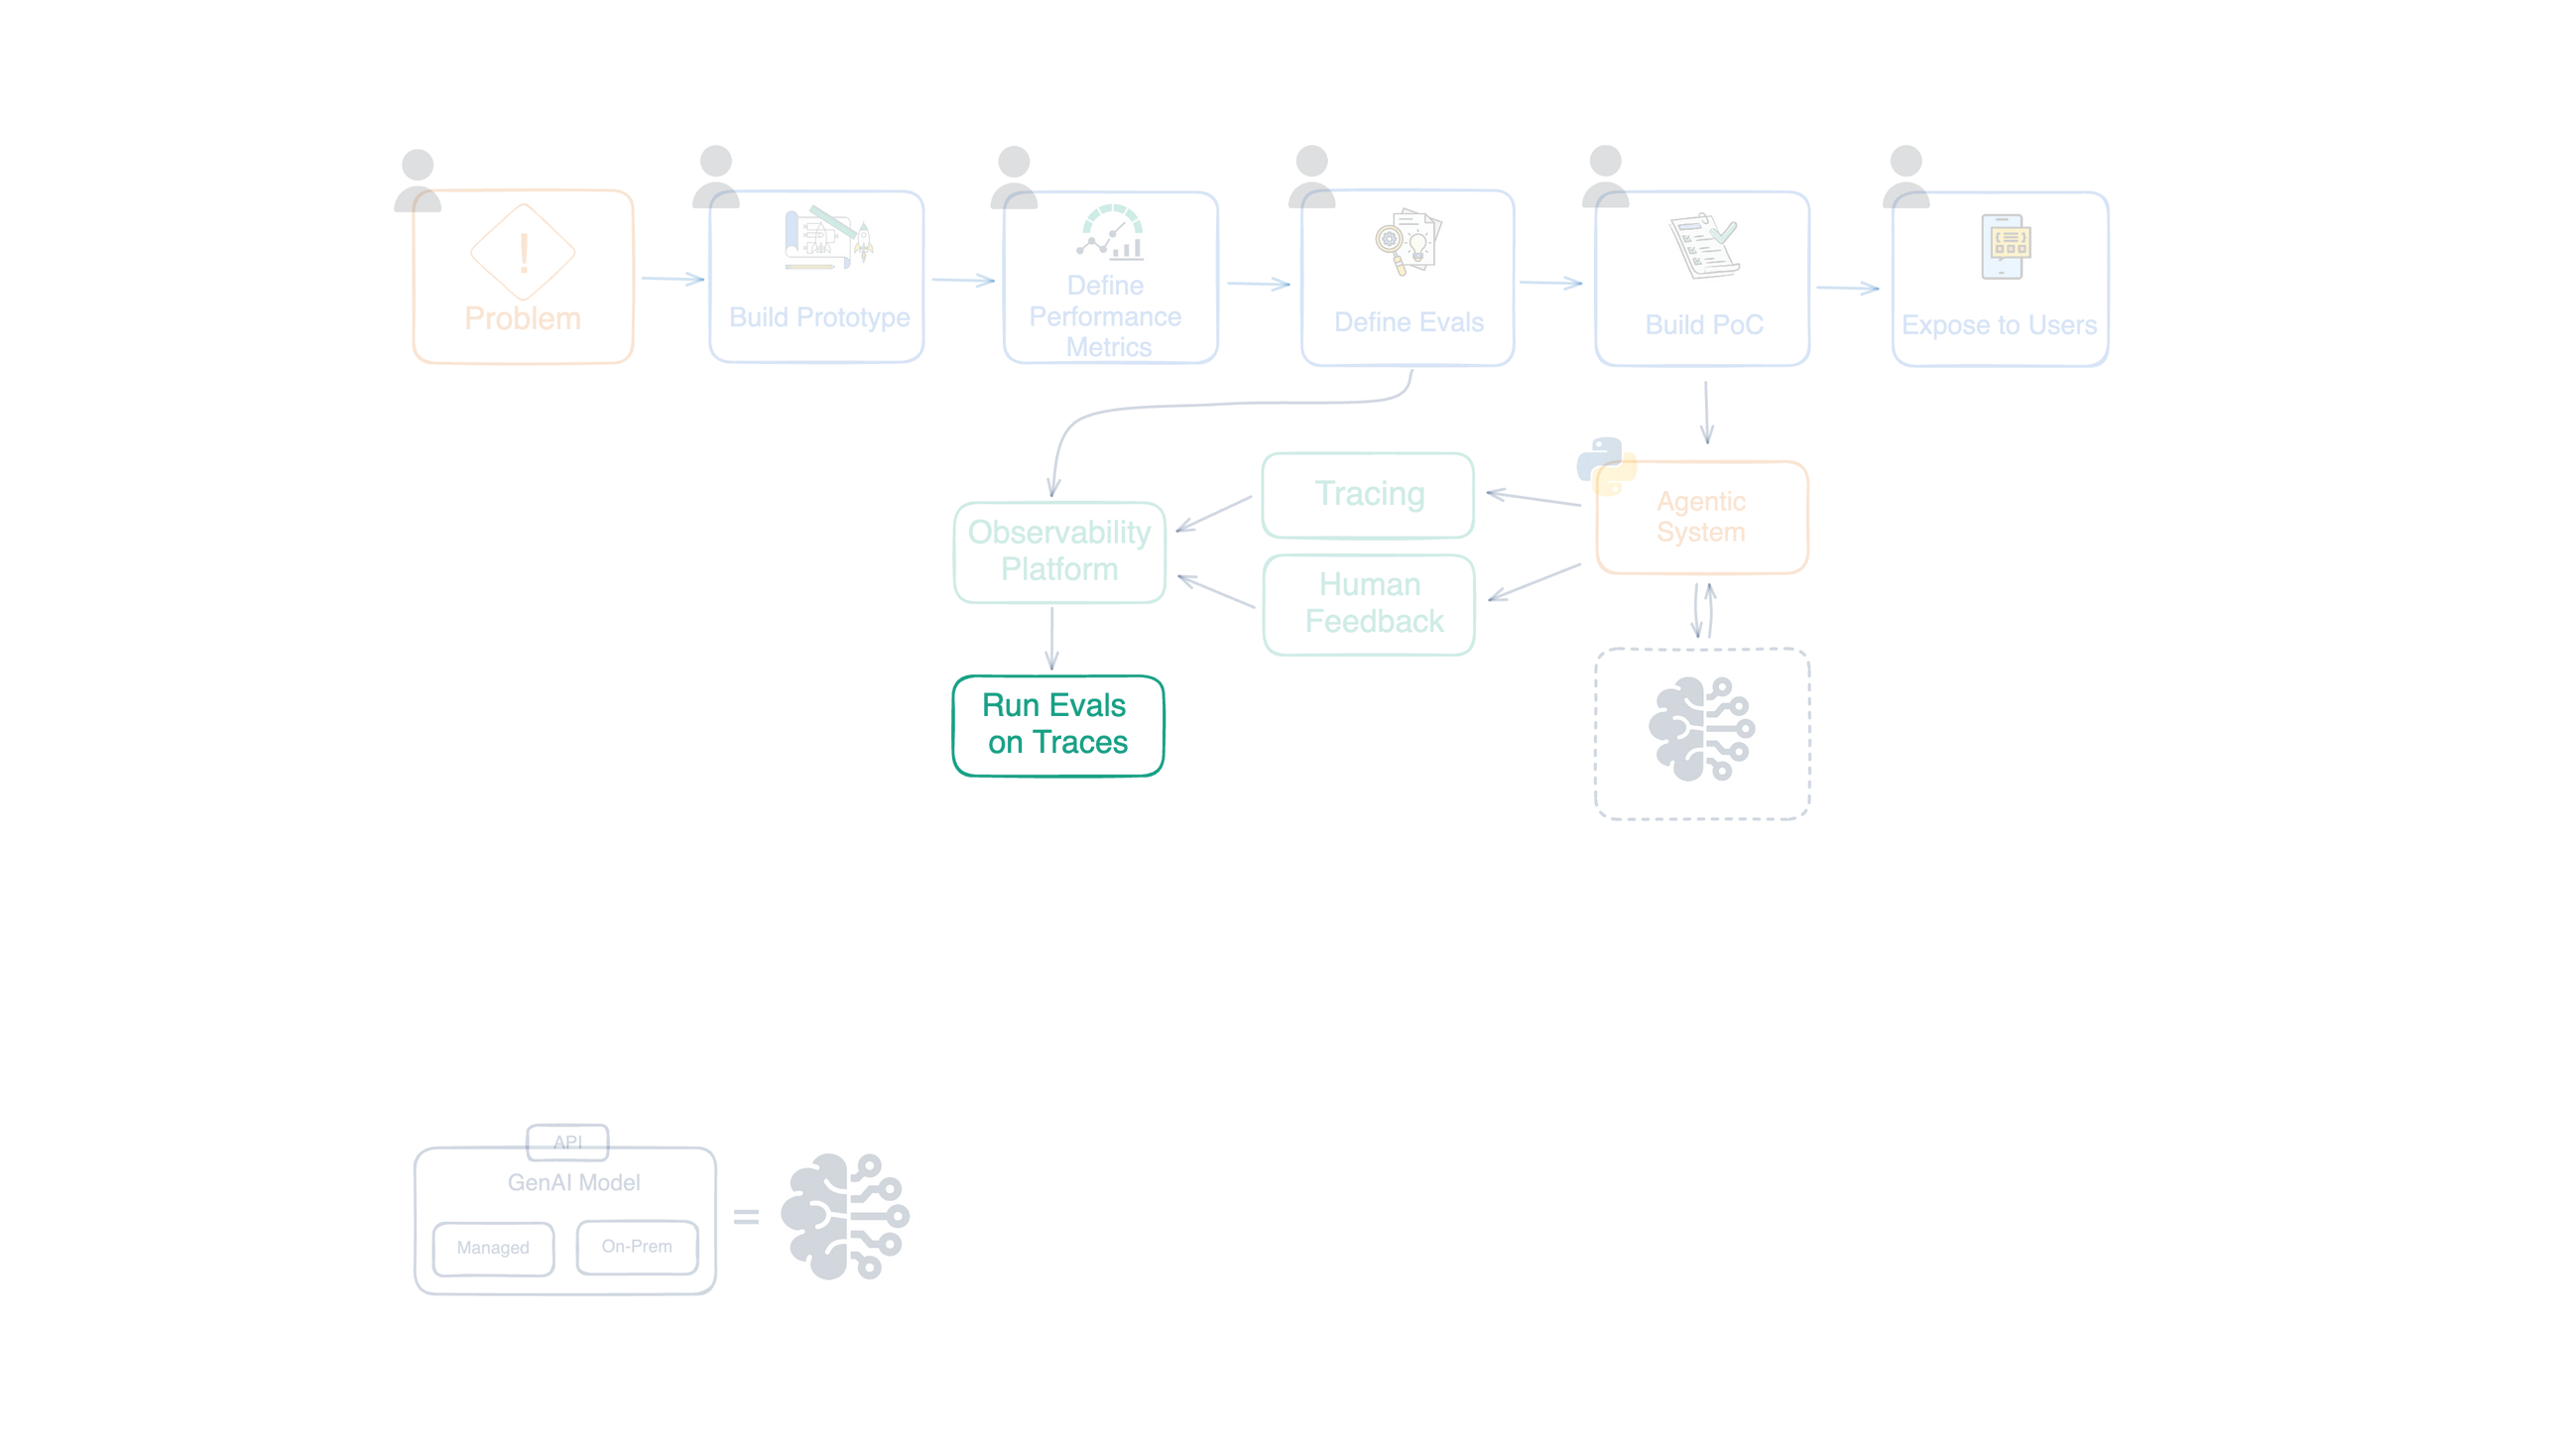 Problem
Build Prototype
Define
Performance
Metrics
Define Evals
Build PoC
Expose to Users
Tracing
Agentic
System
Observability
Platform
Human
Feedback
Run Evals
on Traces
API
GenAI Model
=
Managed
On-Prem